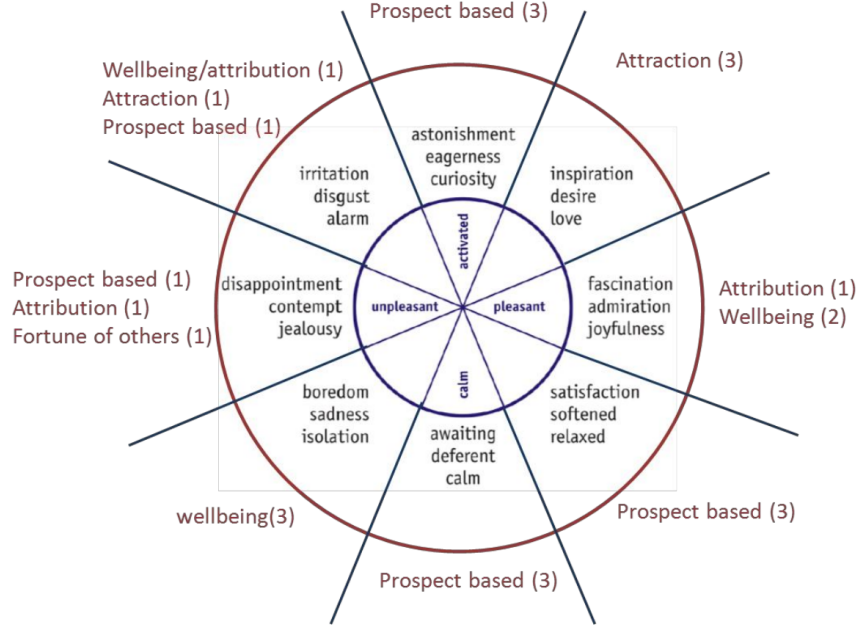 Prospect based (3)
Attraction (3)
Wellbeing/attribution (1)
Attraction (1)
Prospect based (1)
astonishment
eagerness
curiosity
irritation
disgust
alarm
inspiration
desire
love
activated
Prospect based (1)
Attribution (1)
Fortune of others (1)
disappointment
contempt
jealousy
unpleasant
pleasant
fascination
admiration
joyfulness
Attribution (1)
Wellbeing (2)
calm
boredom
sadness
isolation
awaiting
deferent
calm
satisfaction
softened
relaxed
wellbeing(3)
Prospect based (3)
Prospect based (3)